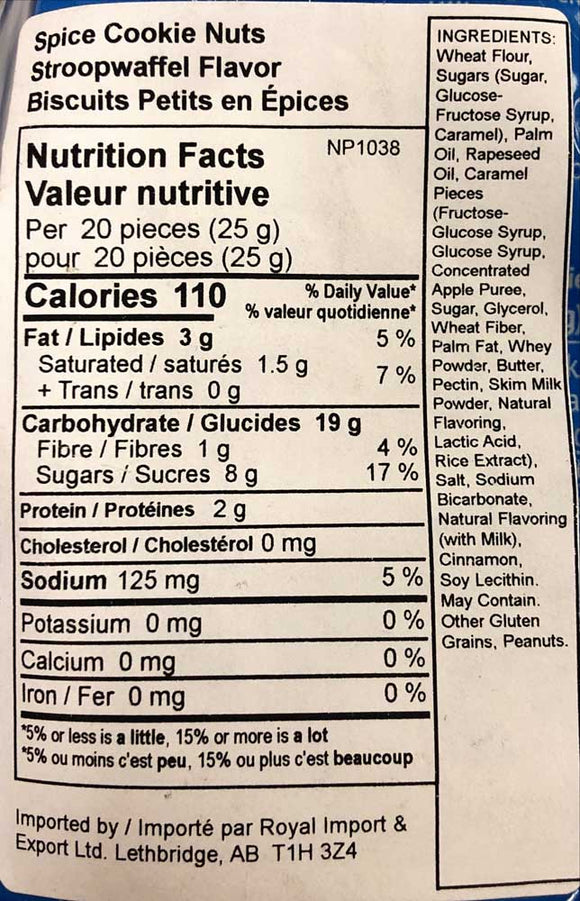 Spice Cookie Nuts
Stroopwaffel Flavor
Biscuits Petits en Épices
Nutrition Facts NP1038
Valeur nutritive
Per 20 pieces (25 g)
pour 20 pièces (25 g)
Calories 110
% Daily Value*
% valeur quotidienne*
Fat / Lipides 3 g 5 %
Saturated / saturés 1.5 g
+ Trans / trans 0 g
7 %
Carbohydrate / Glucides 19 g
Fibre / Fibres 1 g 4 %
Sugars / Sucres 8 g 17 %
Protein / Protéines 2 g
Cholesterol / Cholestérol 0 mg
Sodium 125 mg 5 %
Potassium 0 mg 0 %
Calcium 0 mg 0 %
Iron / Fer 0 mg 0 %
*5% or less is a little, 15% or more is a lot
*5% ou moins c'est peu, 15% ou plus c'est beaucoup
Imported by / Importé par Royal Import &
Export Ltd. Lethbridge, AB T1H 3Z4
INGREDIENTS:
Wheat Flour,
Sugars (Sugar,
Glucose-
Fructose Syrup,
Caramel), Palm
Oil, Rapeseed
Oil, Caramel
Pieces
(Fructose-
Glucose Syrup,
Glucose Syrup,
Concentrated
Apple Puree,
Sugar, Glycerol,
Wheat Fiber,
Palm Fat, Whey
Powder, Butter,
Pectin, Skim Milk
Powder, Natural
Flavoring,
Lactic Acid,
Rice Extract),
Salt, Sodium
Bicarbonate,
Natural Flavoring
(with Milk),
Cinnamon,
Soy Lecithin.
May Contain.
Other Gluten
Grains, Peanuts.